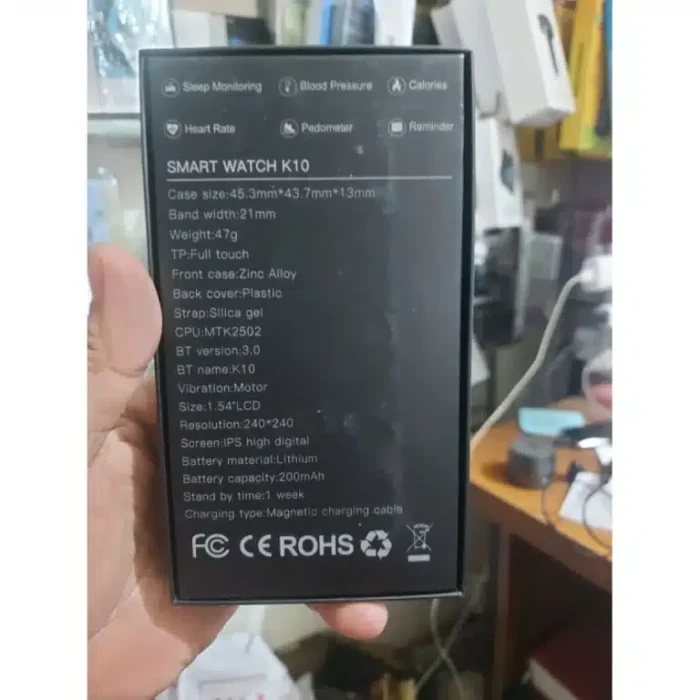 Sleep Monitoring Blood Pressure Calories
Heart Rate Pedometer Reminder
SMART WATCH K10
Case size:45.3mm*43.7mm*13mm
Band width:21mm
Weight:47g
TP:Full touch
Front case:Zinc Alloy
Back cover:Plastic
Strap:Silica gel
CPU:MTK2502
BT version:3.0
BT name:K10
Vibration:Motor
Size:1.54"LCD
Resolution:240*240
Screen:IPS high digital
Battery material:Lithium
Battery capacity:200mAh
Stand by time:1 week
Charging type:Magnetic charging cable
FC CE ROHS